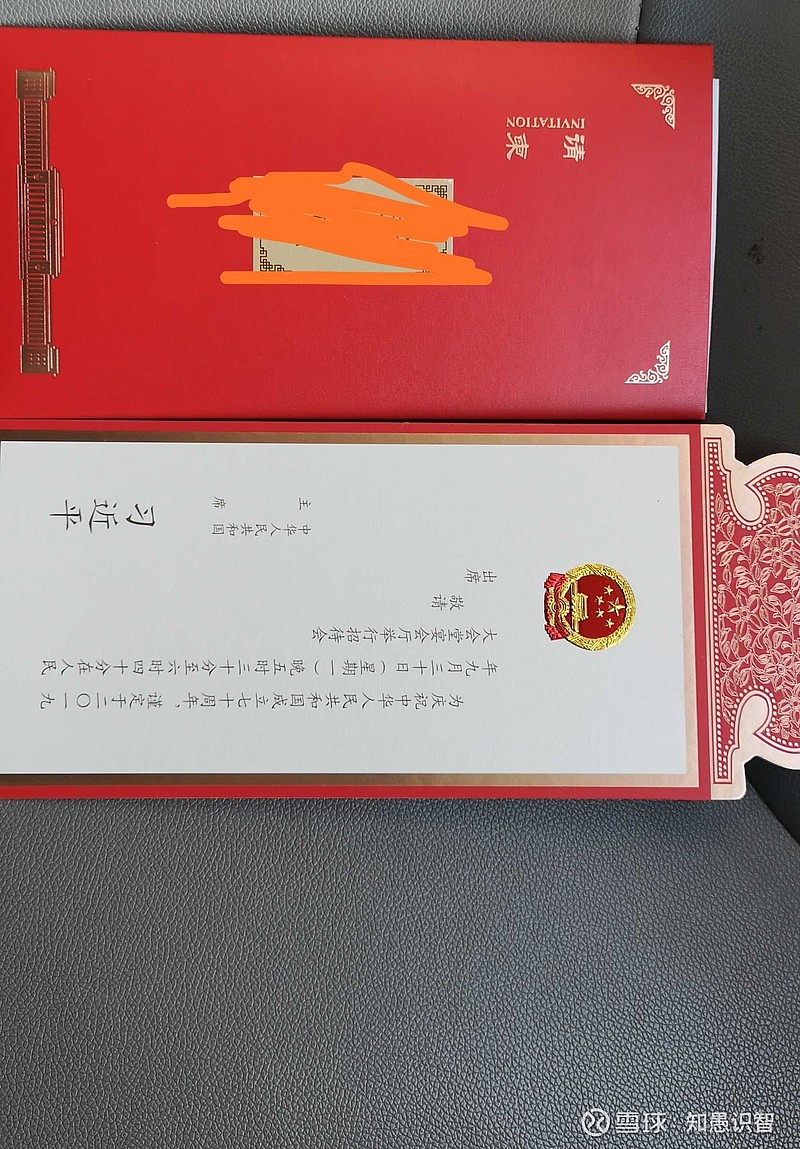 请柬
INVITATION
为庆祝中华人民共和国成立七十周年，谨定于二〇一九
年九月三十日（星期一）晚五时三十分至六时四十分在人民
大会堂宴会厅举行招待会
敬请
出席
中华人民共和国
主席
习近平
雪球 知愚识智